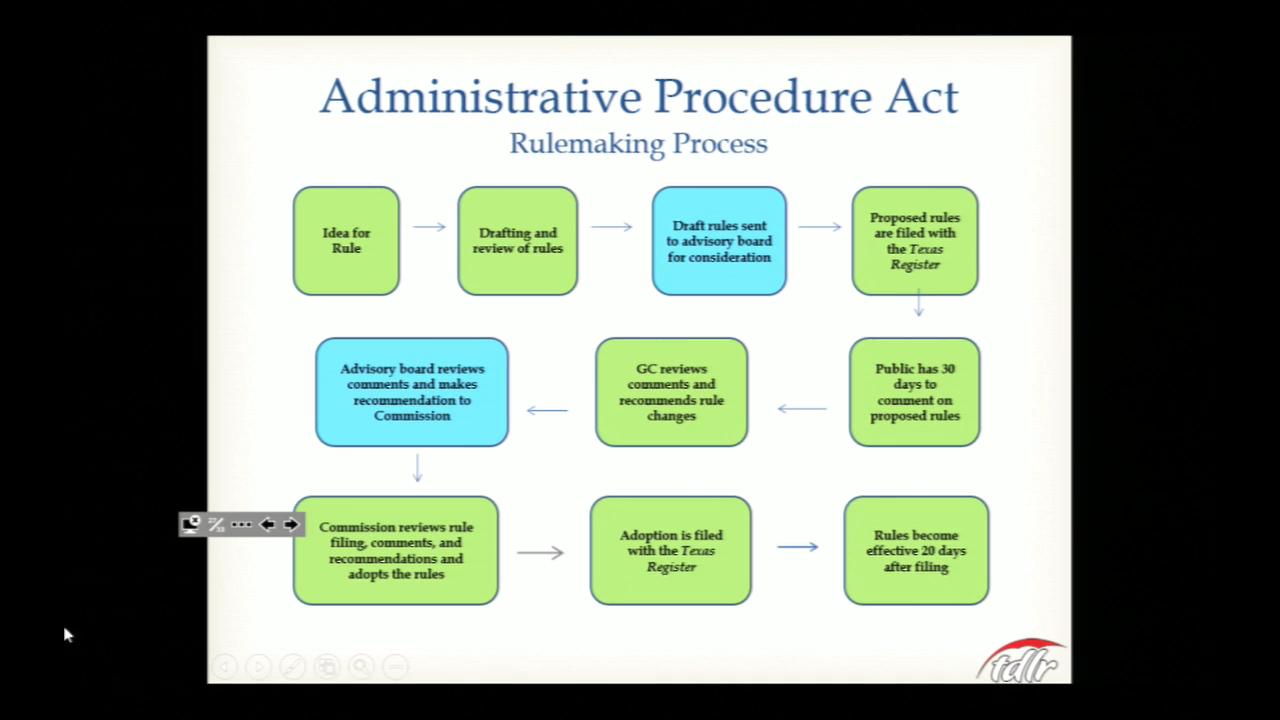 Administrative Procedure Act
Rulemaking Process
Idea for
Rule
Drafting and
review of rules
Draft rules sent
to advisory board
for consideration
Proposed rules
are filed with
the Texas
Register
Public has 30
days to
comment on
proposed rules
GC reviews
comments and
recommends rule
changes
Advisory board reviews
comments and makes
recommendation to
Commission
Commission reviews rule
filing, comments, and
recommendations and
adopts the rules
Adoption is filed
with the Texas
Register
Rules become
effective 20 days
after filing
tdlr